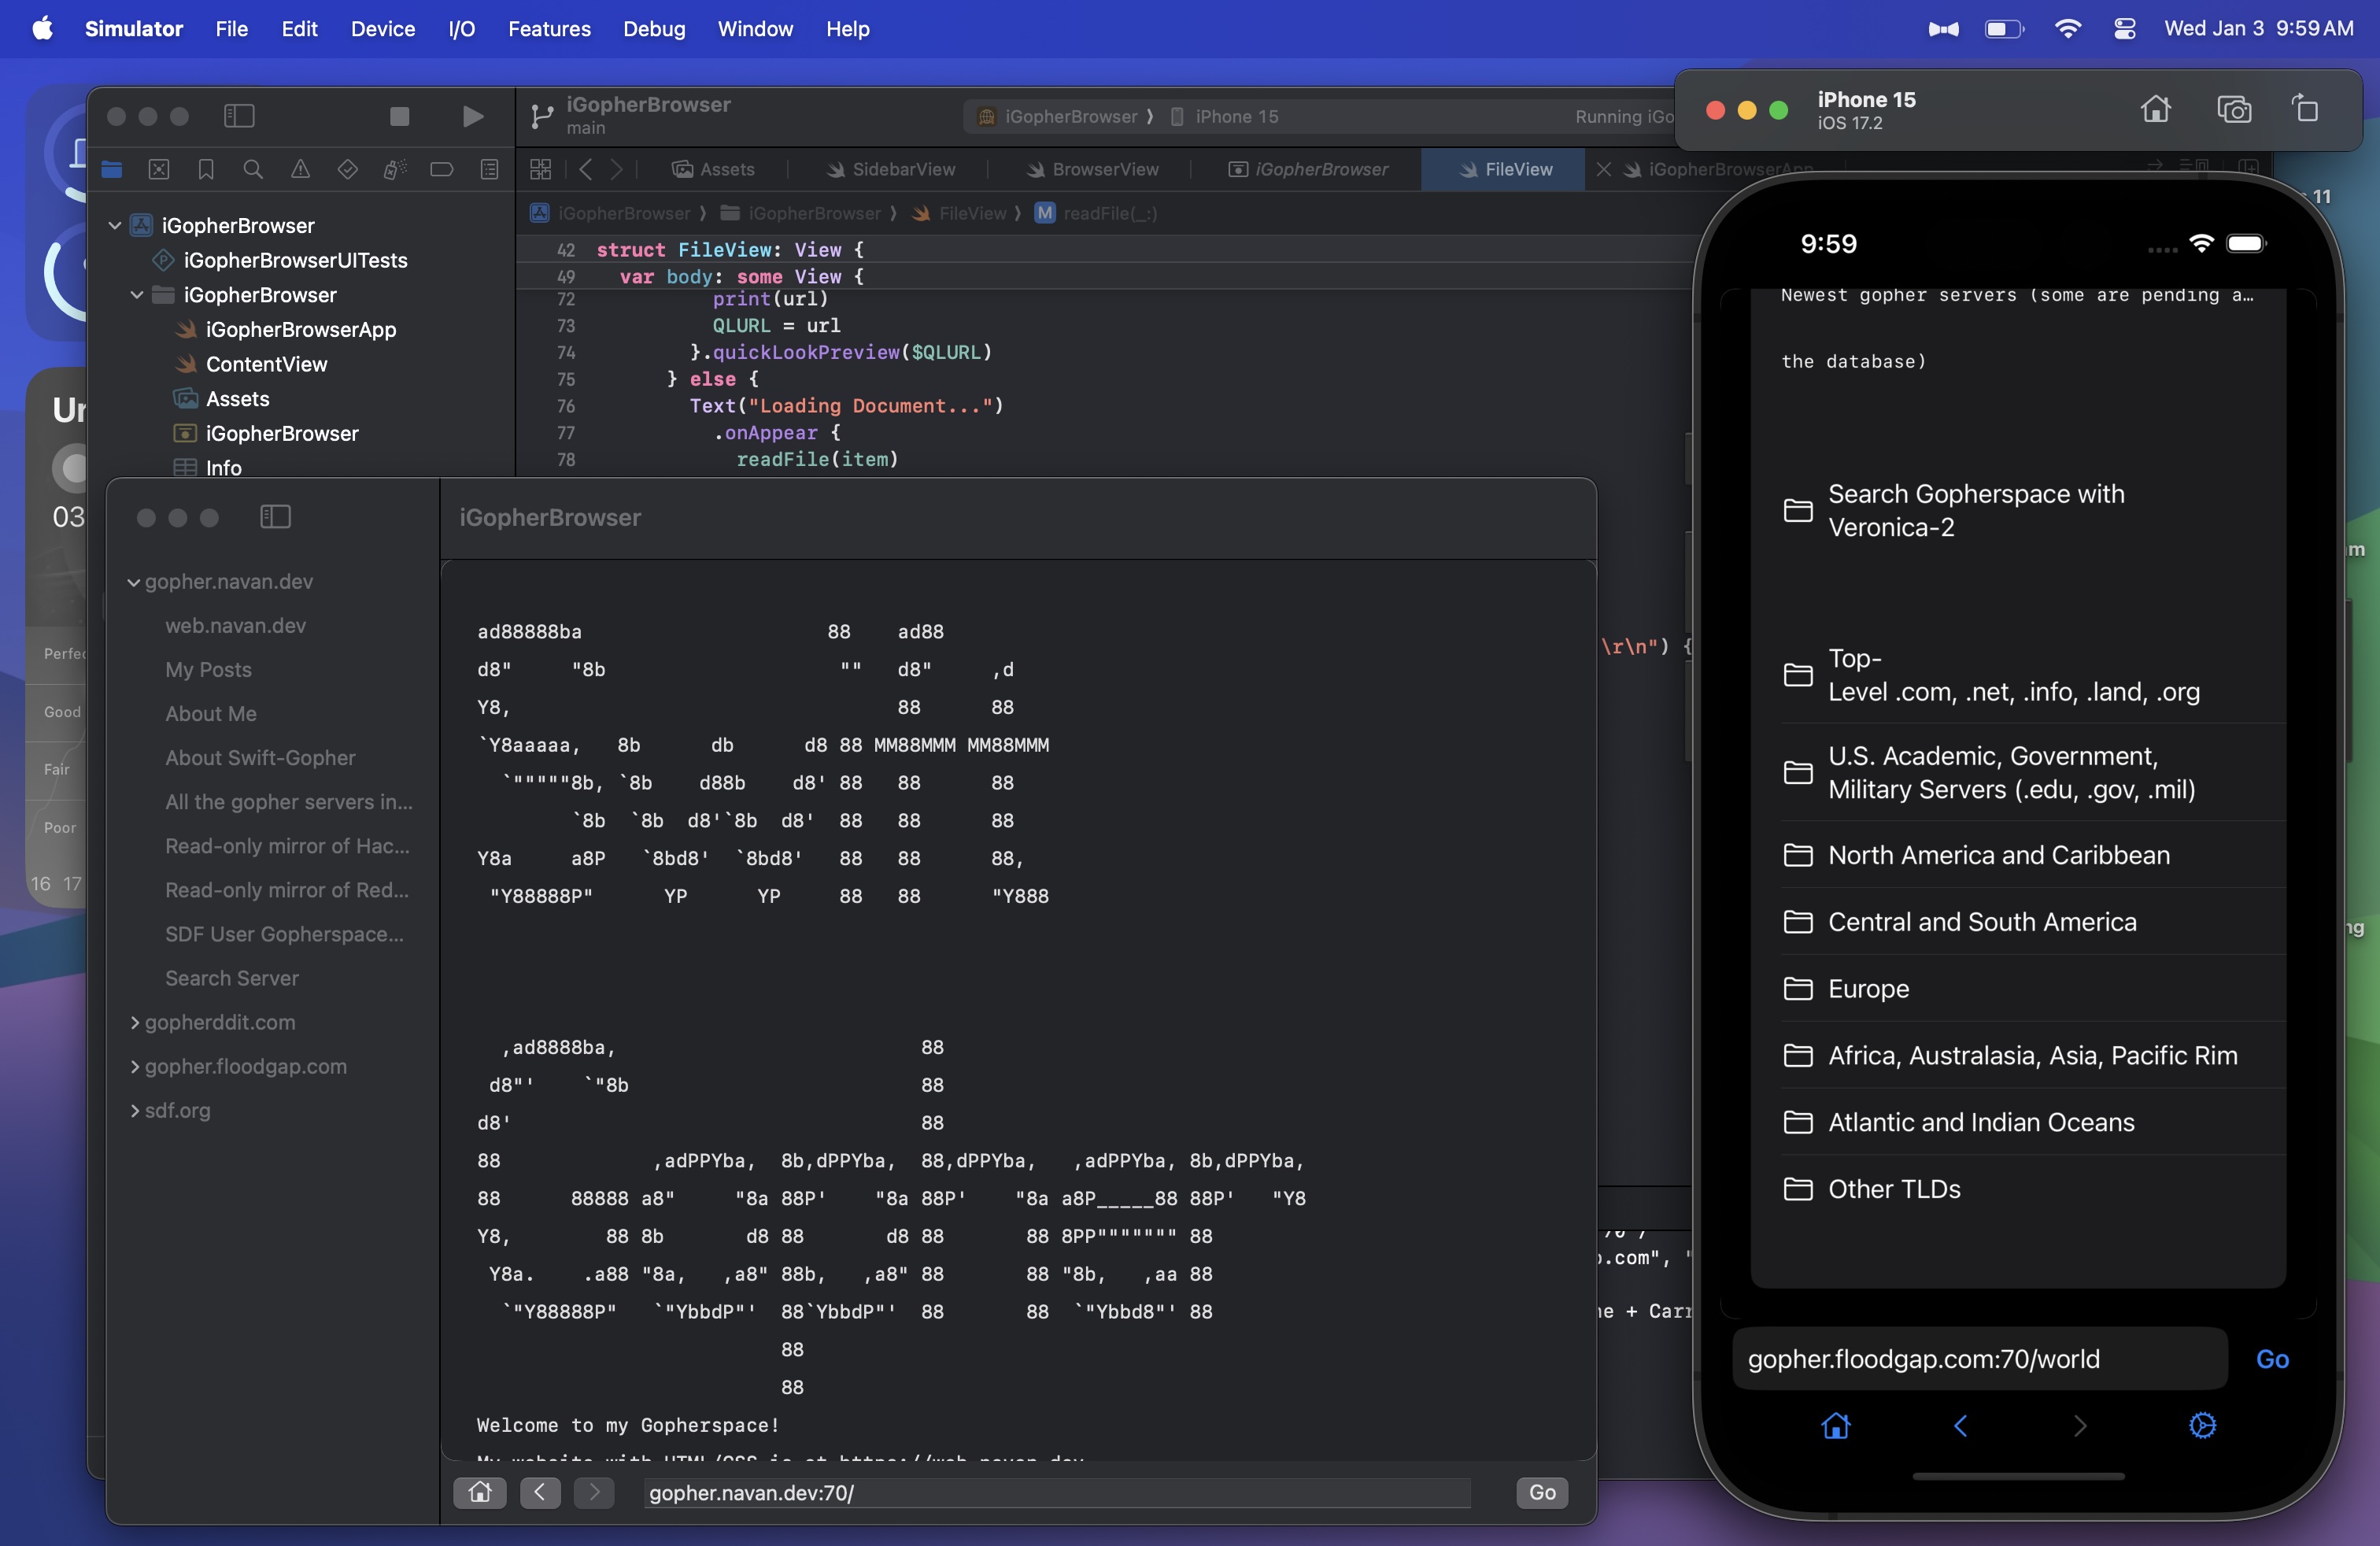 Simulator File Edit Device I/O Features Debug Window Help Wed Jan 3 9:59 AM
iGopherBrowser
main
iGopherBrowser ⟩ iPhone 15
Running iGo
iPhone 15
iOS 17.2
Assets SidebarView BrowserView iGopherBrowser FileView iGopherBrowserApp
iGopherBrowser ⟩ iGopherBrowser ⟩ FileView ⟩ M readFile(_:)
iGopherBrowser
iGopherBrowserUITests
iGopherBrowser
iGopherBrowserApp
ContentView
Assets
iGopherBrowser
Info
42 struct FileView: View {
49 var body: some View {
72 print(url)
73 QLURL = url
74 }.quickLookPreview($QLURL)
75 } else {
76 Text("Loading Document...")
77 .onAppear {
78 readFile(item)
\r\n") {
.com", "
+ Carr
03
Perfec
Good
Fair
Poor
16 17
11
iGopherBrowser
gopher.navan.dev
web.navan.dev
My Posts
About Me
About Swift-Gopher
All the gopher servers in...
Read-only mirror of Hac...
Read-only mirror of Red...
SDF User Gopherspace...
Search Server
gopherddit.com
gopher.floodgap.com
sdf.org
ad88888ba                     88    ad88
d8"     "8b                    ""   d8"     ,d
Y8,                                 88      88
`Y8aaaaa,   8b      db      d8 88 MM88MMM MM88MMM
  `"""""8b, `8b    d88b    d8' 88   88      88
        `8b  `8b  d8'`8b  d8'  88   88      88
Y8a     a8P   `8bd8'  `8bd8'   88   88      88,
 "Y88888P"      YP      YP     88   88      "Y888
  ,ad8888ba,                          88
 d8"'    `"8b                         88
d8'                                   88
88             ,adPPYba,  8b,dPPYba,  88,dPPYba,   ,adPPYba, 8b,dPPYba,
88      88888 a8"     "8a 88P'    "8a 88P'    "8a a8P_____88 88P'   "Y8
Y8,        88 8b       d8 88       d8 88       88 8PP""""""" 88
 Y8a.    .a88 "8a,   ,a8" 88b,   ,a8" 88       88 "8b,   ,aa 88
  `"Y88888P"   `"YbbdP"'  88`YbbdP"'  88       88  `"Ybbd8"' 88
                          88
                          88
Welcome to my Gopherspace!
My website with HTML/CSS is at https://web.navan.dev
gopher.navan.dev:70/
Go
9:59
Newest gopher servers (some are pending a…
the database)
Search Gopherspace with
Veronica-2
Top-
Level .com, .net, .info, .land, .org
U.S. Academic, Government,
Military Servers (.edu, .gov, .mil)
North America and Caribbean
Central and South America
Europe
Africa, Australasia, Asia, Pacific Rim
Atlantic and Indian Oceans
Other TLDs
gopher.floodgap.com:70/world
Go